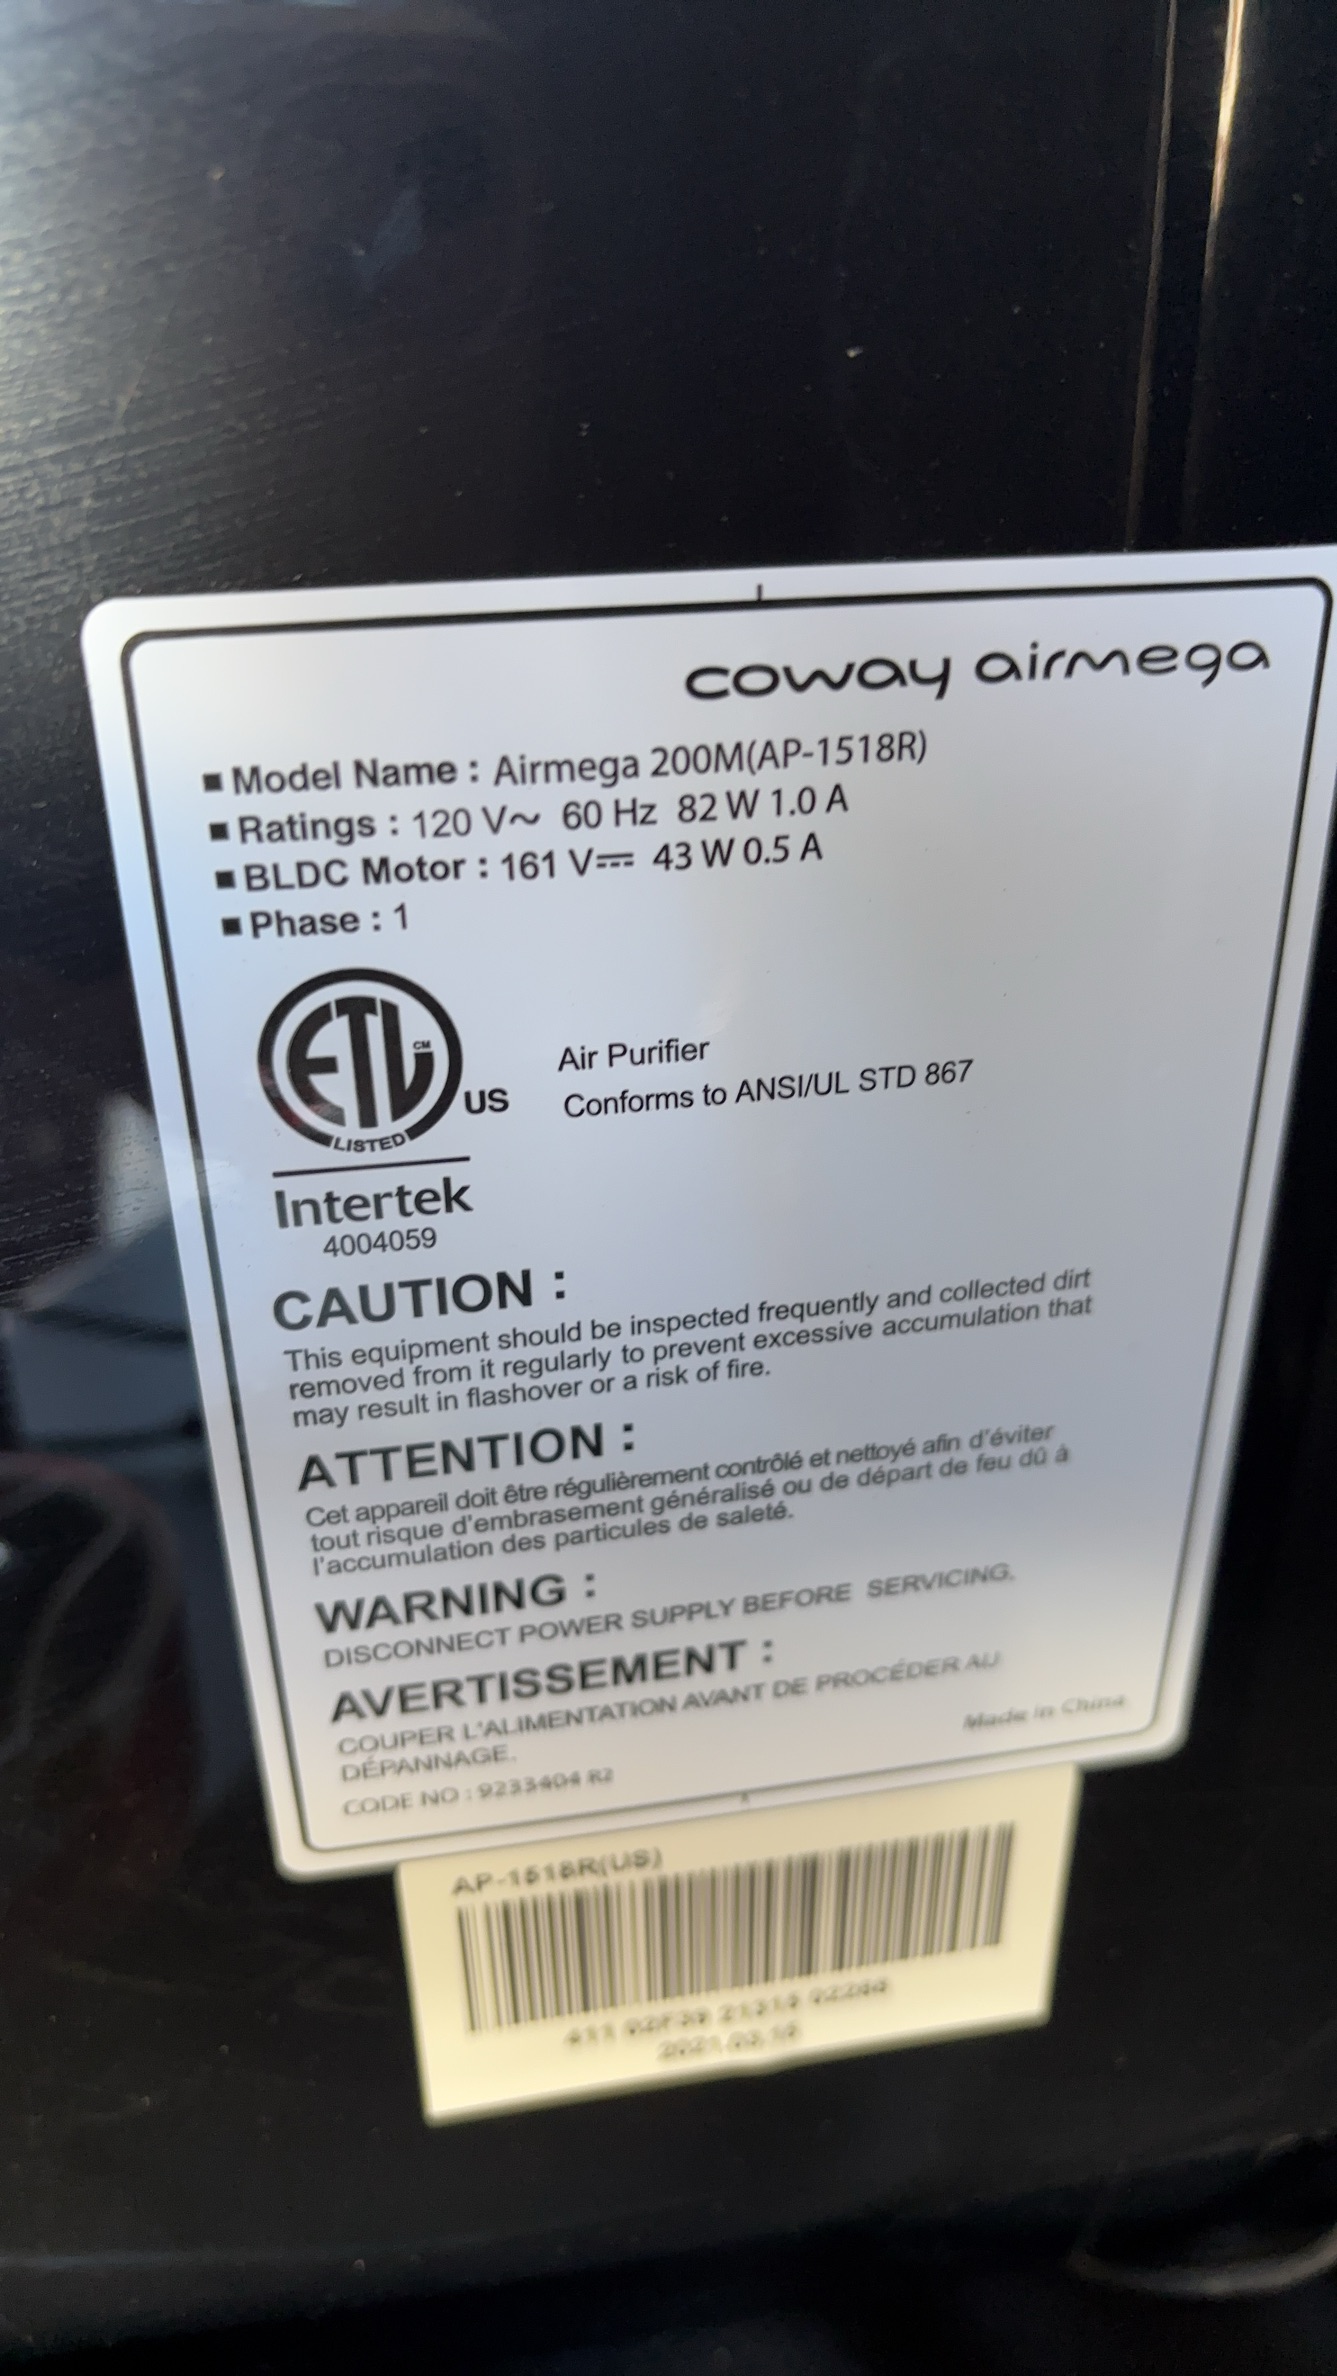 coway airmega
■ Model Name : Airmega 200M(AP-1518R)
■ Ratings : 120 V~ 60 Hz 82 W 1.0 A
■ BLDC Motor : 161 V⎓ 43 W 0.5 A
■ Phase : 1
ETL CM
LISTED
US
Air Purifier
Conforms to ANSI/UL STD 867
Intertek
4004059
CAUTION :
This equipment should be inspected frequently and collected dirt
removed from it regularly to prevent excessive accumulation that
may result in flashover or a risk of fire.
ATTENTION :
Cet appareil doit être régulièrement contrôlé et nettoyé afin d'éviter
tout risque d'embrasement généralisé ou de départ de feu dû à
l'accumulation des particules de saleté.
WARNING :
DISCONNECT POWER SUPPLY BEFORE SERVICING.
AVERTISSEMENT :
COUPER L'ALIMENTATION AVANT DE PROCÉDER AU
DÉPANNAGE.
Made in China
CODE NO : 9233404 R2
AP-1518R(US)